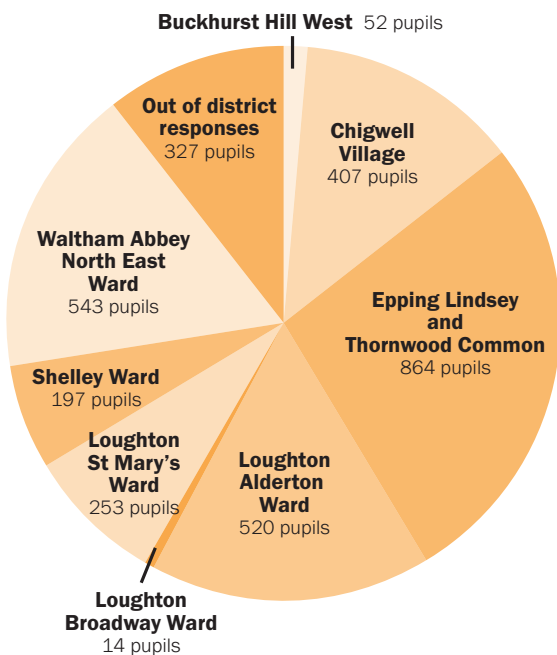 Buckhurst Hill West 52 pupils
Out of district
responses
327 pupils
Chigwell
Village
407 pupils
Waltham Abbey
North East
Ward
543 pupils
Epping Lindsey
and
Thornwood Common
864 pupils
Shelley Ward
197 pupils
Loughton
St Mary's
Ward
253 pupils
Loughton
Alderton
Ward
520 pupils
Loughton
Broadway Ward
14 pupils